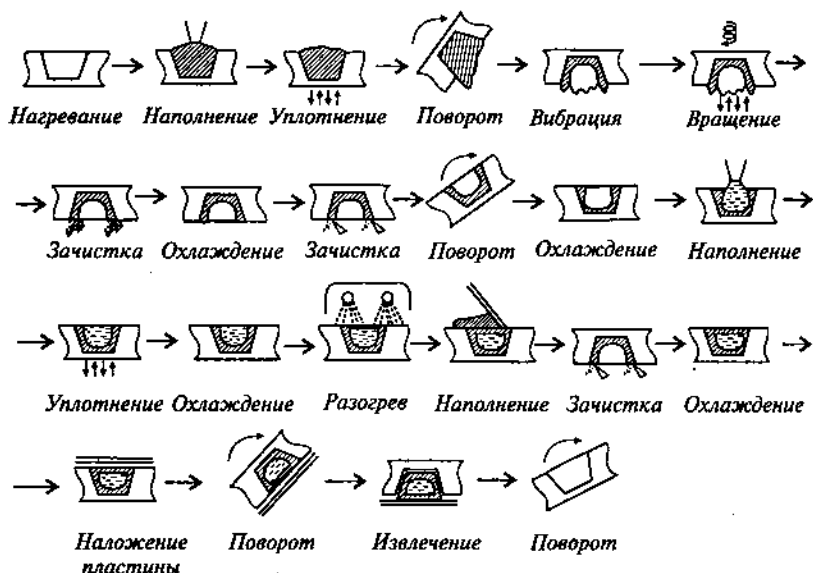 Нагревание Наполнение Уплотнение Поворот Вибрация Вращение
Зачистка Охлаждение Зачистка Поворот Охлаждение Наполнение
Уплотнение Охлаждение Разогрев Наполнение Зачистка Охлаждение
Наложение Поворот Извлечение Поворот
пластины